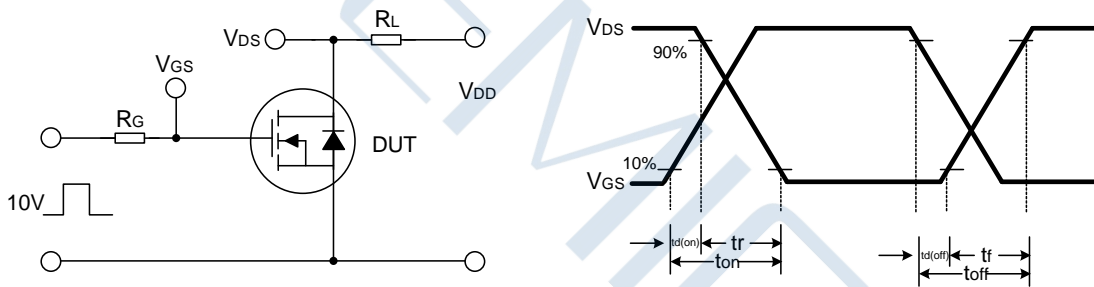 RL
VDS
VGS
VDD
RG
DUT
10V
VDS
90%
10%
VGS
td(on)
tr
ton
td(off)
tf
toff